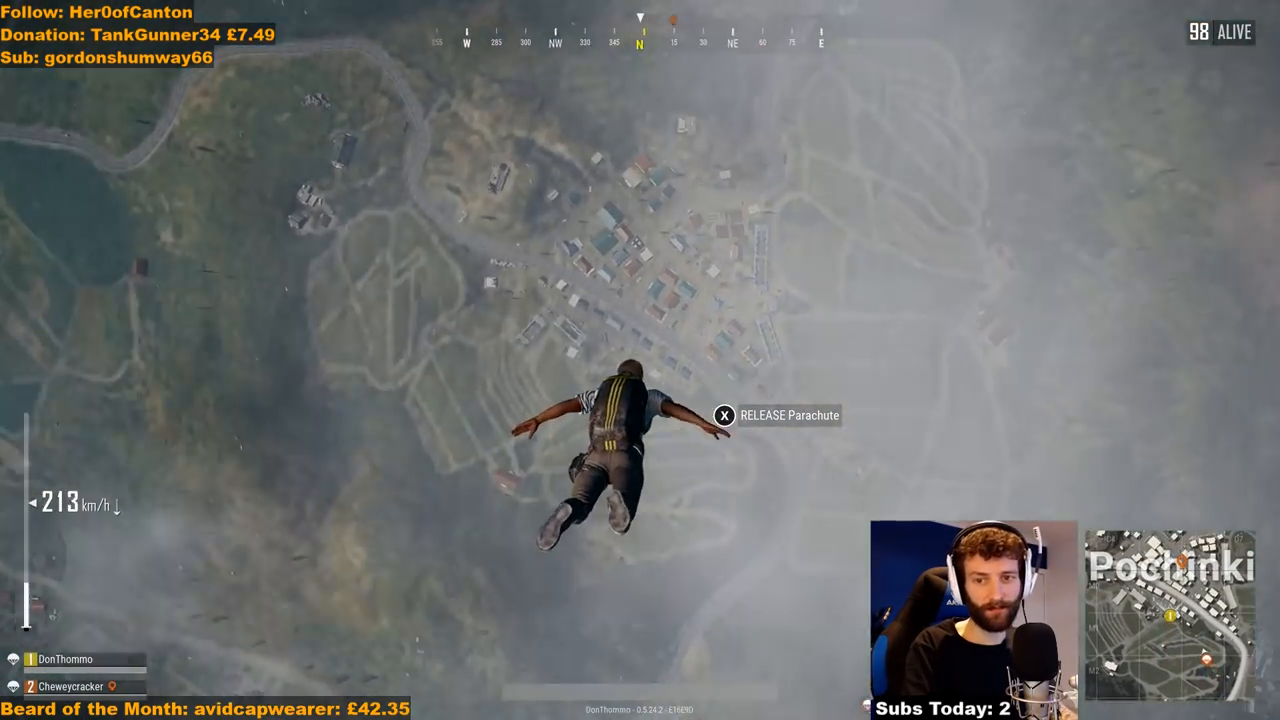 Follow: Her0ofCanton
Donation: TankGunner34 £7.49
Sub: gordonshumway66
255 W 285 300 NW 330 345 N 15 30 NE 60 75 E
98 ALIVE
X RELEASE Parachute
213 km/h
1 DonThommo
2 Cheweycracker
Pochinki
1
Beard of the Month: avidcapwearer: £42.35
Subs Today: 2